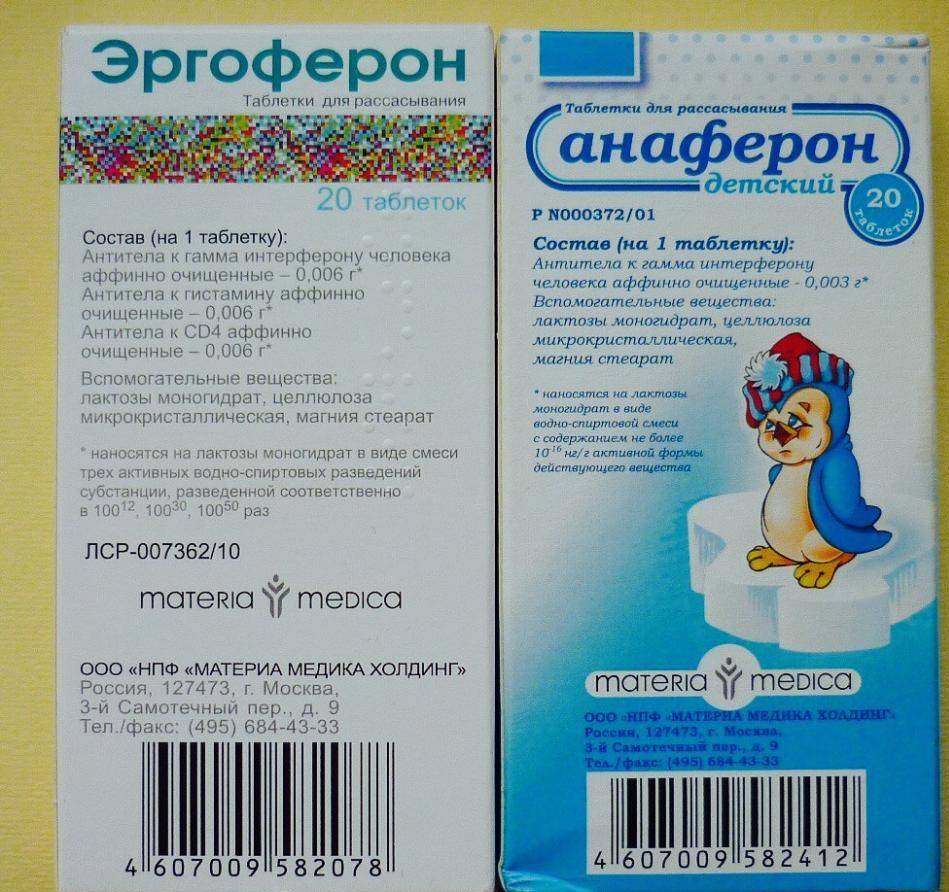 Эргоферон
Таблетки для рассасывания
20 таблеток
Состав (на 1 таблетку):
Антитела к гамма интерферону человека
аффинно очищенные – 0,006 г*
Антитела к гистамину аффинно
очищенные – 0,006 г*
Антитела к CD4 аффинно
очищенные – 0,006 г*
Вспомогательные вещества:
лактозы моногидрат, целлюлоза
микрокристаллическая, магния стеарат
* наносятся на лактозы моногидрат в виде смеси
трех активных водно-спиртовых разведений
субстанции, разведенной соответственно
в 100¹², 100³⁰, 100⁵⁰ раз
ЛСР-007362/10
materia medica
ООО «НПФ «МАТЕРИА МЕДИКА ХОЛДИНГ»
Россия, 127473, г. Москва,
3-й Самотечный пер., д. 9
Тел./факс: (495) 684-43-33
4 607009 582078
Таблетки для рассасывания
анаферон
детский
20
таблеток
Р N000372/01
Состав (на 1 таблетку):
Антитела к гамма интерферону
человека аффинно очищенные - 0,003 г*
Вспомогательные вещества:
лактозы моногидрат, целлюлоза
микрокристаллическая,
магния стеарат
* наносятся на лактозы
моногидрат в виде
водно-спиртовой смеси
с содержанием не более
10⁻¹⁶ нг/г активной формы
действующего вещества
materia medica
ООО «НПФ «МАТЕРИА МЕДИКА ХОЛДИНГ»
Россия, 127473, г. Москва,
3-й Самотечный пер., д. 9
Тел./факс: (495) 684-43-33
4 607009 582412